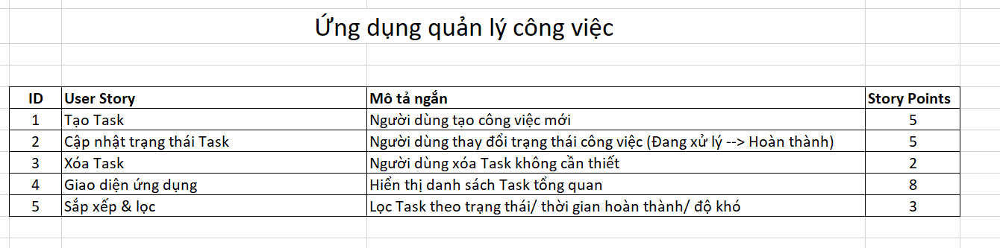 Ứng dụng quản lý công việc
ID User Story Mô tả ngắn Story Points
1 Tạo Task Người dùng tạo công việc mới 5
2 Cập nhật trạng thái Task Người dùng thay đổi trạng thái công việc (Đang xử lý --> Hoàn thành) 5
3 Xóa Task Người dùng xóa Task không cần thiết 2
4 Giao diện ứng dụng Hiển thị danh sách Task tổng quan 8
5 Sắp xếp & lọc Lọc Task theo trạng thái/ thời gian hoàn thành/ độ khó 3